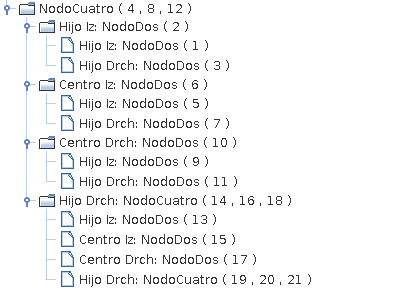 NodoCuatro ( 4 , 8 , 12 )
Hijo Iz: NodoDos ( 2 )
Hijo Iz: NodoDos ( 1 )
Hijo Drch: NodoDos ( 3 )
Centro Iz: NodoDos ( 6 )
Hijo Iz: NodoDos ( 5 )
Hijo Drch: NodoDos ( 7 )
Centro Drch: NodoDos ( 10 )
Hijo Iz: NodoDos ( 9 )
Hijo Drch: NodoDos ( 11 )
Hijo Drch: NodoCuatro ( 14 , 16 , 18 )
Hijo Iz: NodoDos ( 13 )
Centro Iz: NodoDos ( 15 )
Centro Drch: NodoDos ( 17 )
Hijo Drch: NodoCuatro ( 19 , 20 , 21 )